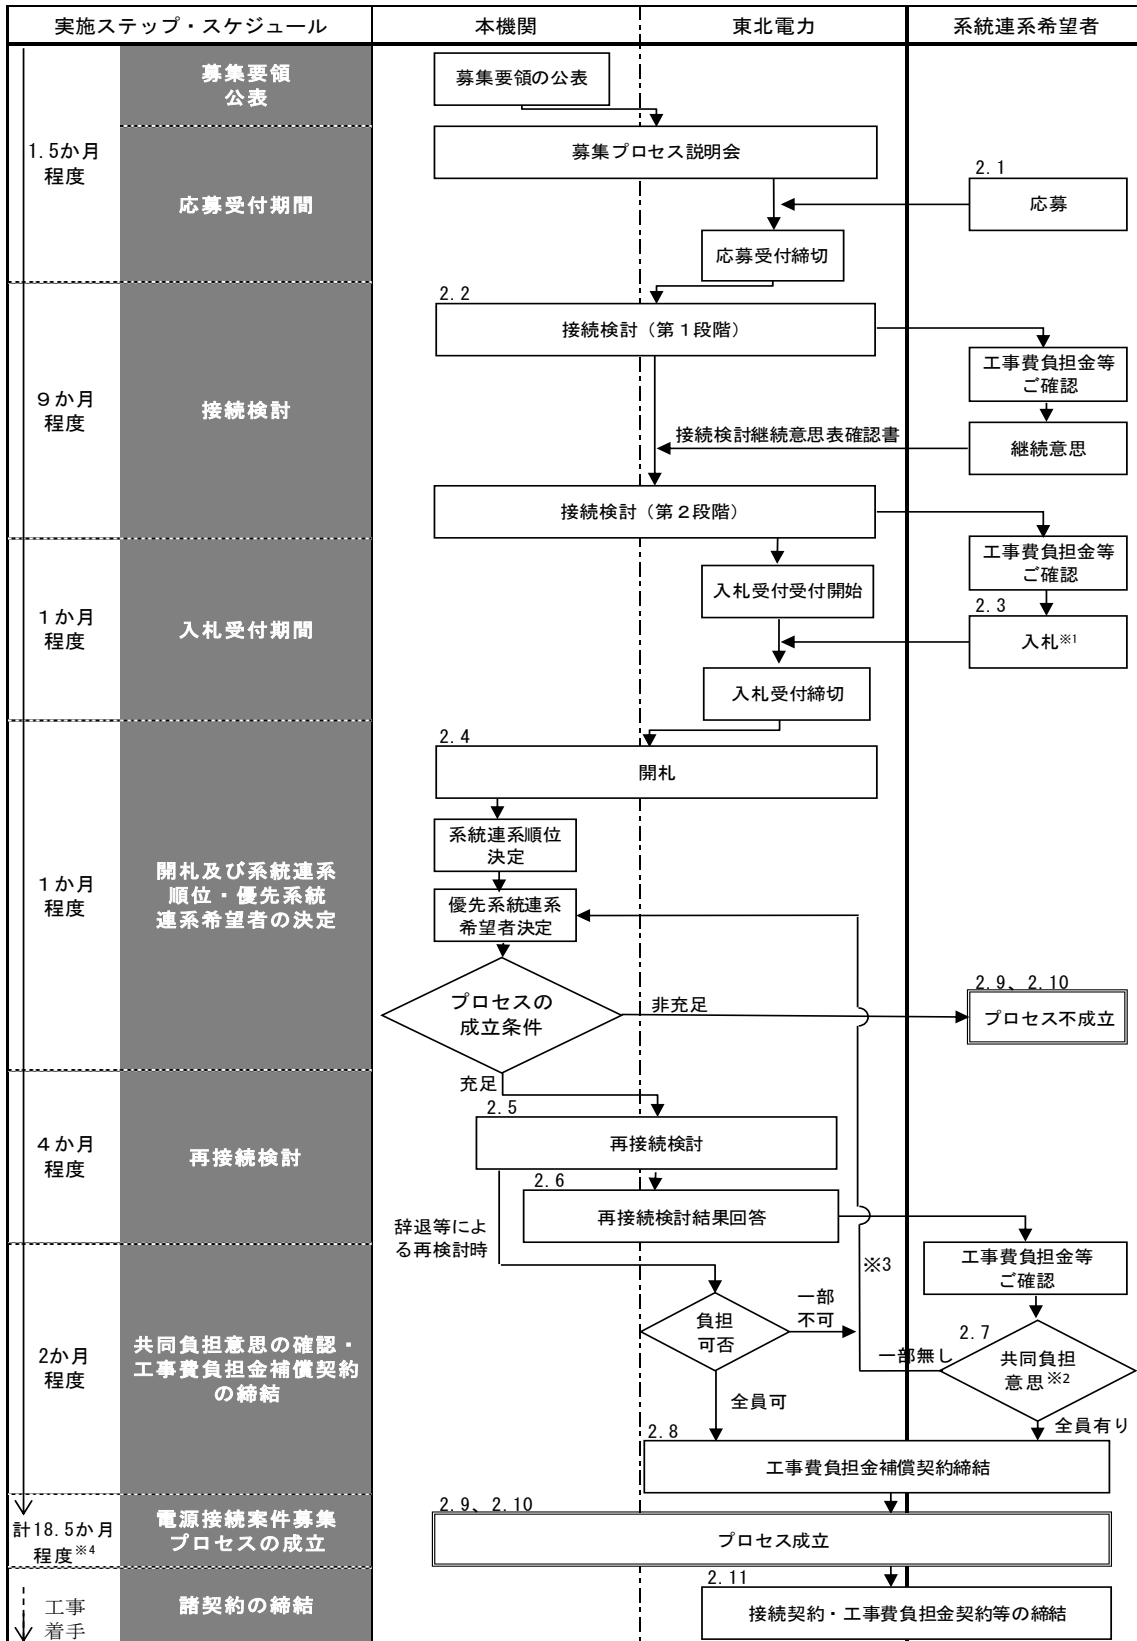 実施ステップ・スケジュール
本機関
東北電力
系統連系希望者
募集要領
公表
募集要領の公表
1.5か月
程度
応募受付期間
募集プロセス説明会
2.1
応募
応募受付締切
9か月
程度
接続検討
2.2
接続検討（第１段階）
工事費負担金等
ご確認
接続検討継続意思表確認書
継続意思
接続検討（第２段階）
工事費負担金等
ご確認
１か月
程度
入札受付期間
入札受付受付開始
2.3
入札※1
入札受付締切
2.4
開札
１か月
程度
開札及び系統連系
順位・優先系統
連系希望者の決定
系統連系順位
決定
優先系統連系
希望者決定
プロセスの
成立条件
非充足
2.9、2.10
プロセス不成立
充足
４か月
程度
再接続検討
2.5
再接続検討
2.6
再接続検討結果回答
辞退等によ
る再検討時
※3
工事費負担金等
ご確認
2か月
程度
共同負担意思の確認・
工事費負担金補償契約
の締結
負担
可否
一部
不可
2.7
一部無し
共同負担
意思※2
全員可
全員有り
2.8
工事費負担金補償契約締結
計18.5か月
程度※4
電源接続案件募集
プロセスの成立
2.9、2.10
プロセス成立
工事
着手
諸契約の締結
2.11
接続契約・工事費負担金契約等の締結